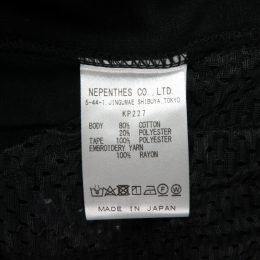 NEPENTHES CO., LTD.
5-44-1, JINGUMAE SHIBUYA, TOKYO
KP227
BODY 80% COTTON
20% POLYESTER
TAPE 100% POLYESTER
EMBROIDERY YARN
100% RAYON
MADE IN JAPAN